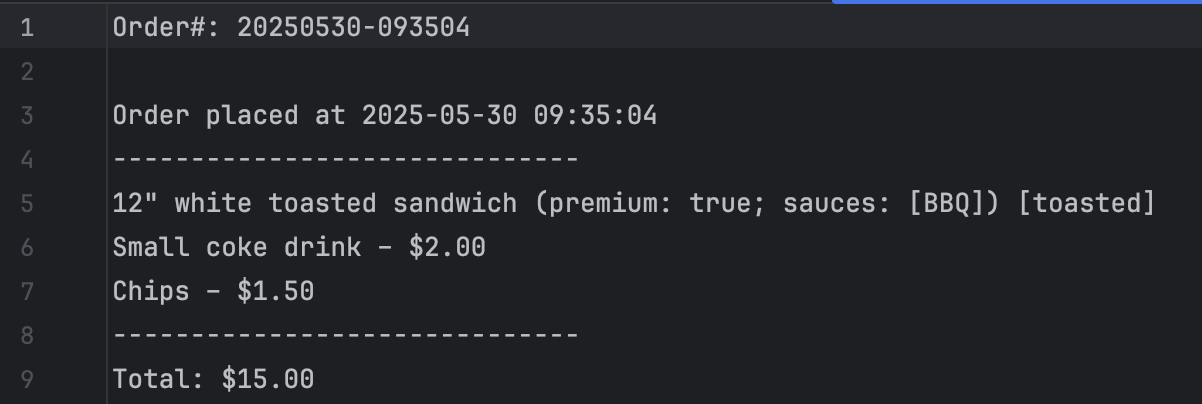 1 Order#: 20250530-093504
2
3 Order placed at 2025-05-30 09:35:04
4 ------------------------------
5 12" white toasted sandwich (premium: true; sauces: [BBQ]) [toasted]
6 Small coke drink – $2.00
7 Chips – $1.50
8 ------------------------------
9 Total: $15.00